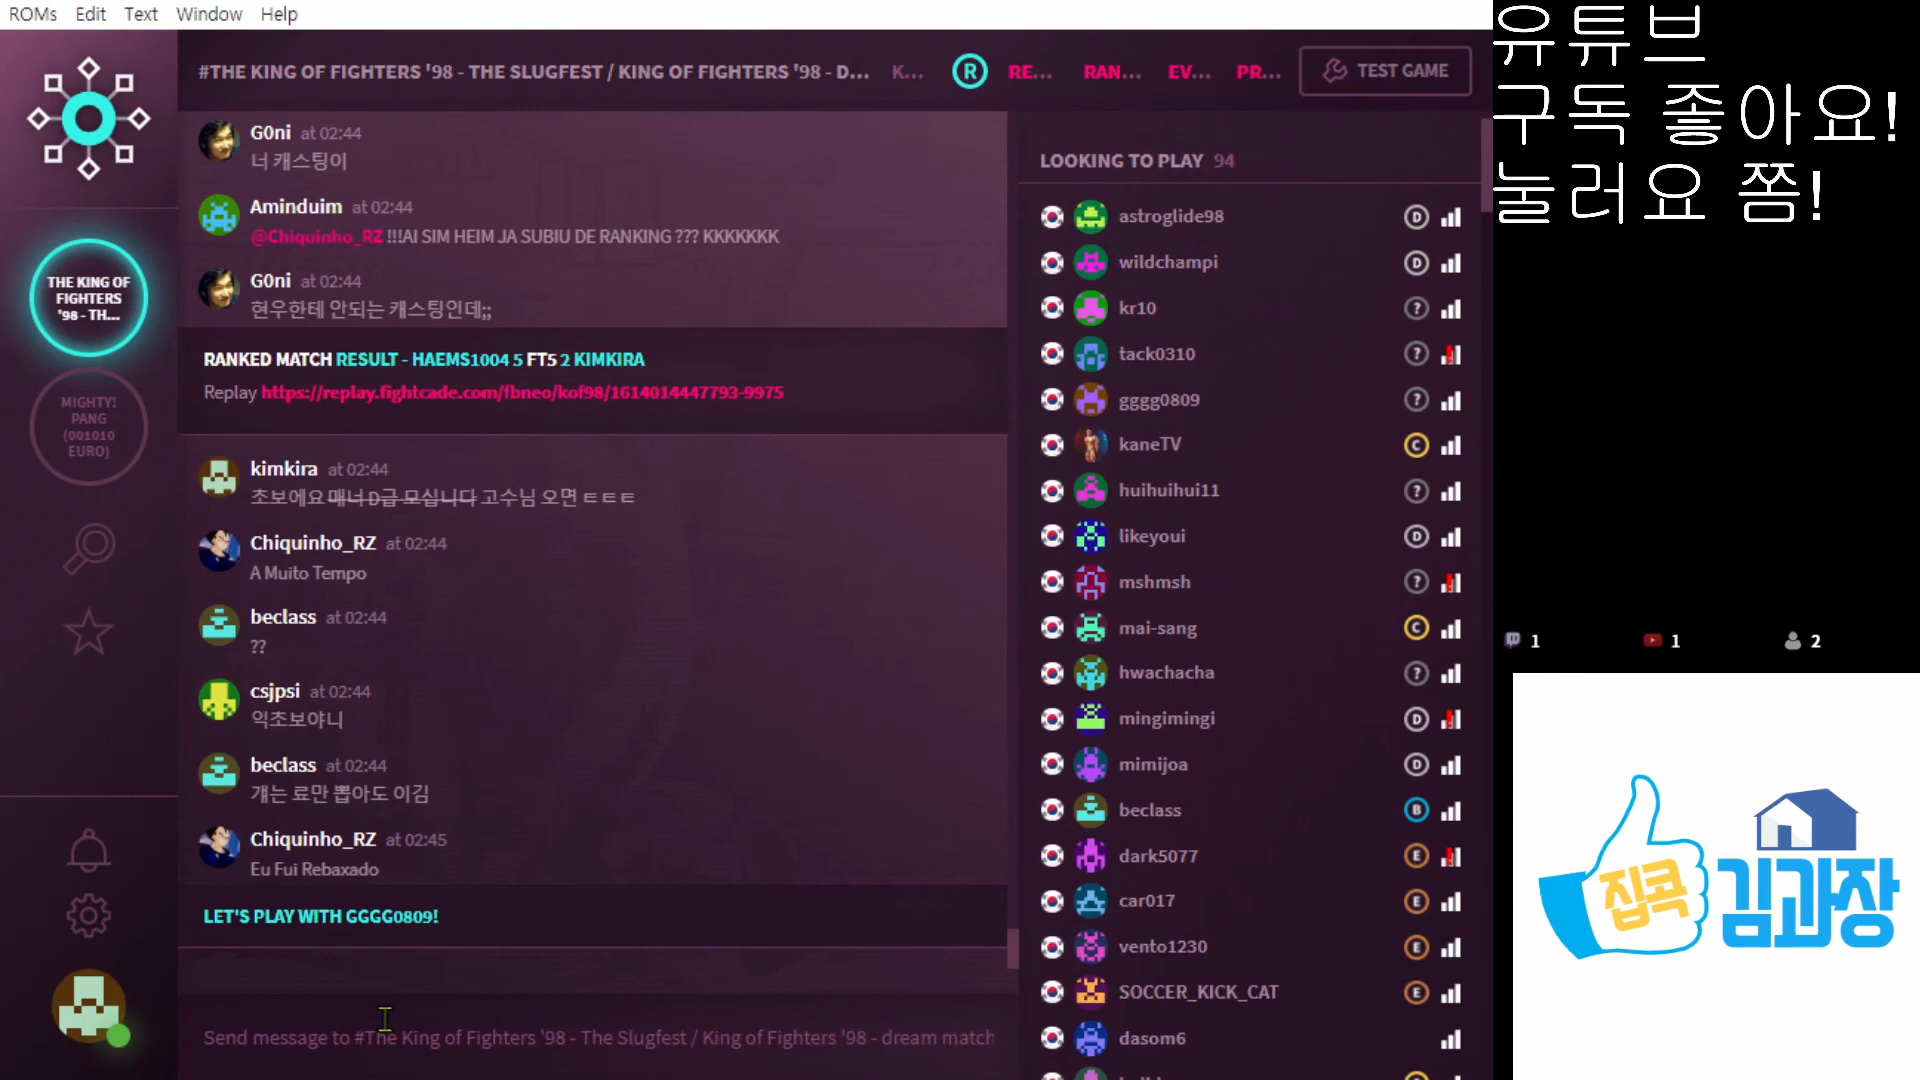 ROMs Edit Text Window Help
#THE KING OF FIGHTERS '98 - THE SLUGFEST / KING OF FIGHTERS '98 - D... K... R RE... RAN... EV... PR... TEST GAME
THE KING OF
FIGHTERS
'98 - TH...
MIGHTY!
PANG
(001010
EURO)
G0ni at 02:44
너 캐스팅이
Aminduim at 02:44
@Chiquinho_RZ !!!AI SIM HEIM JA SUBIU DE RANKING ??? KKKKKKK
G0ni at 02:44
현우한테 안되는 캐스팅인데;;
RANKED MATCH RESULT - HAEMS1004 5 FT5 2 KIMKIRA
Replay https://replay.fightcade.com/fbneo/kof98/1614014447793-9975
kimkira at 02:44
초보에요 매너 D급 모십니다 고수님 오면 ㅌㅌㅌ
Chiquinho_RZ at 02:44
A Muito Tempo
beclass at 02:44
??
csjpsi at 02:44
익초보야니
beclass at 02:44
걔는 료만 뽑아도 이김
Chiquinho_RZ at 02:45
Eu Fui Rebaxado
LET'S PLAY WITH GGGG0809!
Send message to #The King of Fighters '98 - The Slugfest / King of Fighters '98 - dream match
LOOKING TO PLAY 94
astroglide98 D
wildchampi D
kr10 ?
tack0310 ?
gggg0809 ?
kaneTV C
huihuihui11 ?
likeyoui D
mshmsh ?
mai-sang C
hwachacha ?
mingimingi D
mimijoa D
beclass B
dark5077 E
car017 E
vento1230 E
SOCCER_KICK_CAT E
dasom6
유튜브
구독 좋아요!
눌러요 쫌!
1 1 2
집콕 김과장